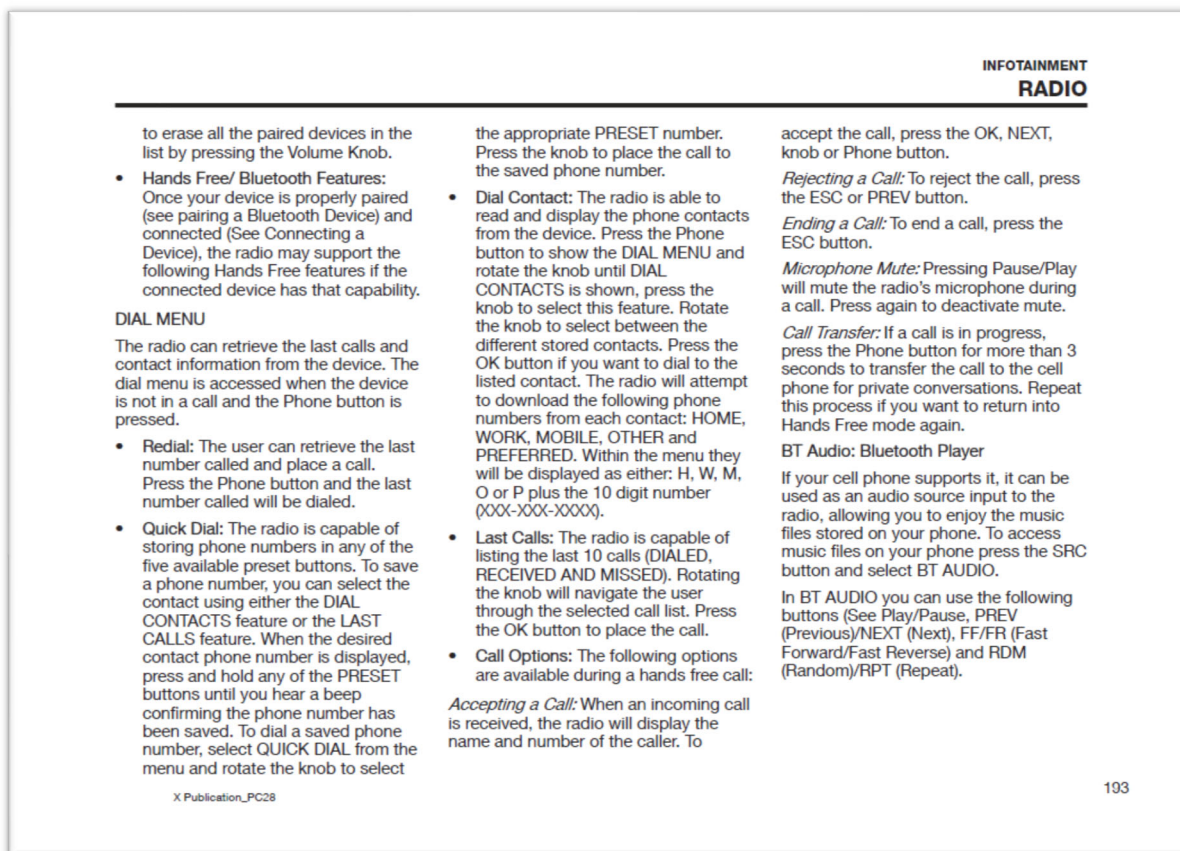 INFOTAINMENT
RADIO
to erase all the paired devices in the
list by pressing the Volume Knob.
• Hands Free/ Bluetooth Features:
Once your device is properly paired
(see pairing a Bluetooth Device) and
connected (See Connecting a
Device), the radio may support the
following Hands Free features if the
connected device has that capability.
DIAL MENU
The radio can retrieve the last calls and
contact information from the device. The
dial menu is accessed when the device
is not in a call and the Phone button is
pressed.
• Redial: The user can retrieve the last
number called and place a call.
Press the Phone button and the last
number called will be dialed.
• Quick Dial: The radio is capable of
storing phone numbers in any of the
five available preset buttons. To save
a phone number, you can select the
contact using either the DIAL
CONTACTS feature or the LAST
CALLS feature. When the desired
contact phone number is displayed,
press and hold any of the PRESET
buttons until you hear a beep
confirming the phone number has
been saved. To dial a saved phone
number, select QUICK DIAL from the
menu and rotate the knob to select
the appropriate PRESET number.
Press the knob to place the call to
the saved phone number.
• Dial Contact: The radio is able to
read and display the phone contacts
from the device. Press the Phone
button to show the DIAL MENU and
rotate the knob until DIAL
CONTACTS is shown, press the
knob to select this feature. Rotate
the knob to select between the
different stored contacts. Press the
OK button if you want to dial to the
listed contact. The radio will attempt
to download the following phone
numbers from each contact: HOME,
WORK, MOBILE, OTHER and
PREFERRED. Within the menu they
will be displayed as either: H, W, M,
O or P plus the 10 digit number
(XXX-XXX-XXXX).
• Last Calls: The radio is capable of
listing the last 10 calls (DIALED,
RECEIVED AND MISSED). Rotating
the knob will navigate the user
through the selected call list. Press
the OK button to place the call.
• Call Options: The following options
are available during a hands free call:
Accepting a Call: When an incoming call
is received, the radio will display the
name and number of the caller. To
accept the call, press the OK, NEXT,
knob or Phone button.
Rejecting a Call: To reject the call, press
the ESC or PREV button.
Ending a Call: To end a call, press the
ESC button.
Microphone Mute: Pressing Pause/Play
will mute the radio's microphone during
a call. Press again to deactivate mute.
Call Transfer: If a call is in progress,
press the Phone button for more than 3
seconds to transfer the call to the cell
phone for private conversations. Repeat
this process if you want to return into
Hands Free mode again.
BT Audio: Bluetooth Player
If your cell phone supports it, it can be
used as an audio source input to the
radio, allowing you to enjoy the music
files stored on your phone. To access
music files on your phone press the SRC
button and select BT AUDIO.
In BT AUDIO you can use the following
buttons (See Play/Pause, PREV
(Previous)/NEXT (Next), FF/FR (Fast
Forward/Fast Reverse) and RDM
(Random)/RPT (Repeat).
X Publication_PC28
193